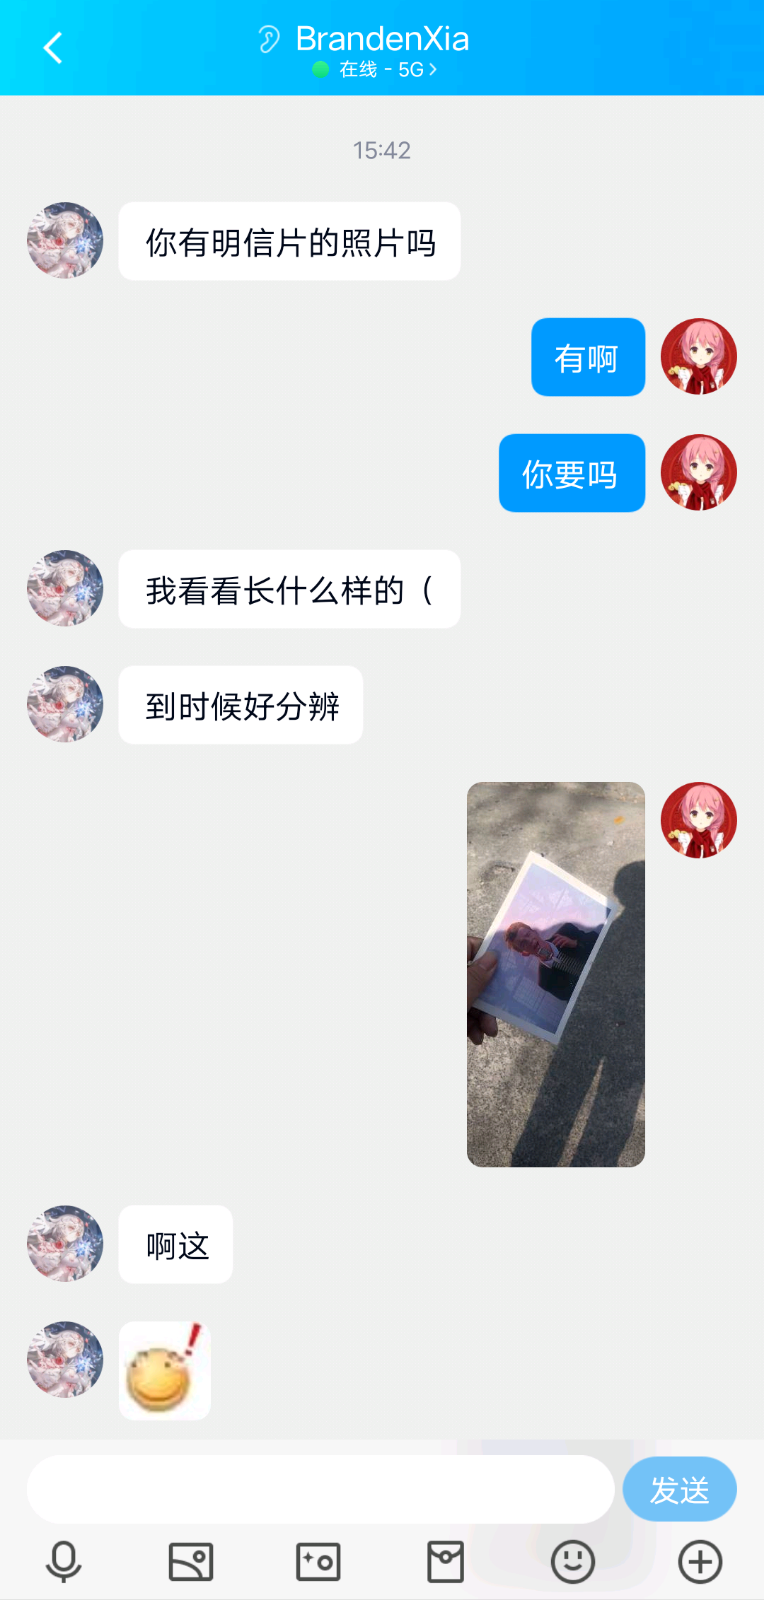 BrandenXia
在线 - 5G
15:42
你有明信片的照片吗
有啊
你要吗
我看看长什么样的（
到时候好分辨
啊这
发送